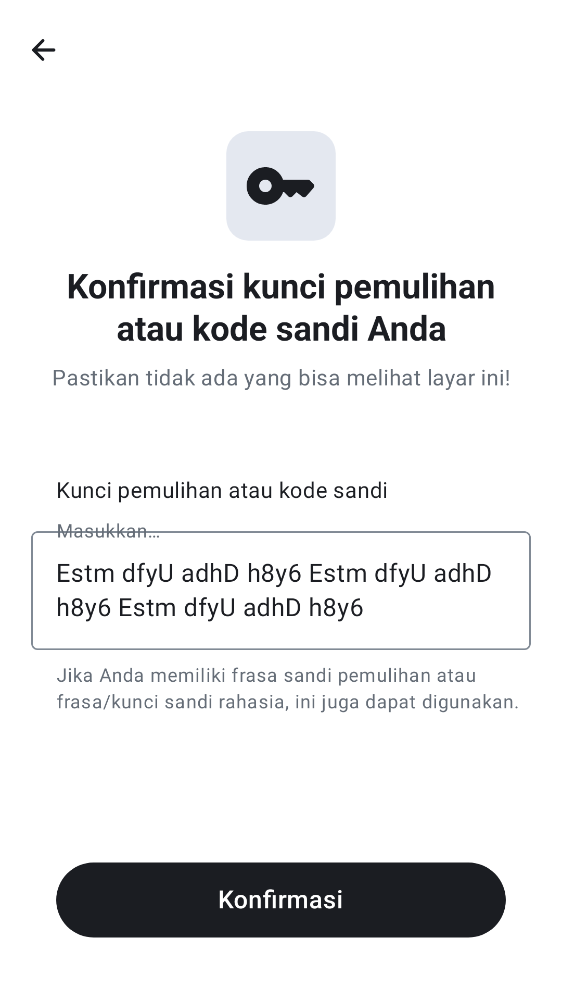 Konfirmasi kunci pemulihan
atau kode sandi Anda
Pastikan tidak ada yang bisa melihat layar ini!
Kunci pemulihan atau kode sandi
Masukkan…
Estm dfyU adhD h8y6 Estm dfyU adhD
h8y6 Estm dfyU adhD h8y6
Jika Anda memiliki frasa sandi pemulihan atau
frasa/kunci sandi rahasia, ini juga dapat digunakan.
Konfirmasi